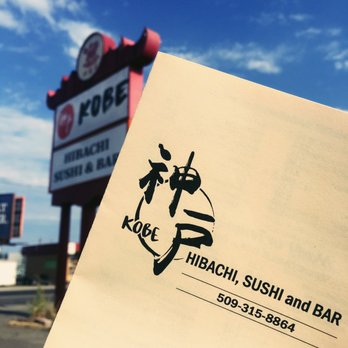 KOBE
HIBACHI
SUSHI & BAR
神戸
KOBE
HIBACHI, SUSHI and BAR
509-315-8864